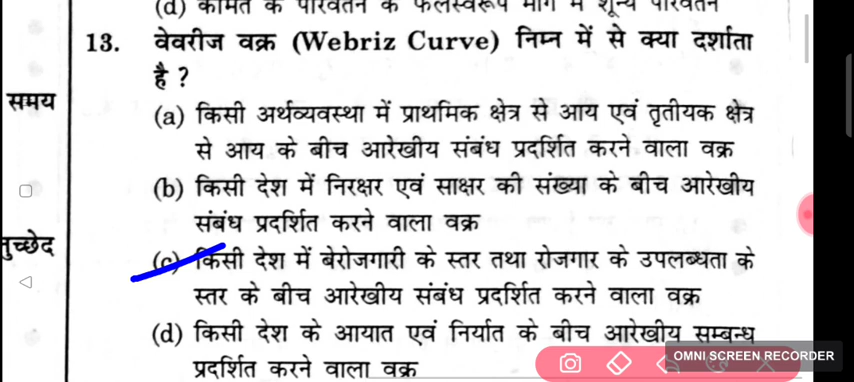 (d) कीमत के परिवर्तन के फलस्वरूप मांग में शून्य परिवर्तन
13. वेवरीज वक्र (Webriz Curve) निम्न में से क्या दर्शाता
है ?
समय
(a) किसी अर्थव्यवस्था में प्राथमिक क्षेत्र से आय एवं तृतीयक क्षेत्र
से आय के बीच आरेखीय संबंध प्रदर्शित करने वाला वक्र
(b) किसी देश में निरक्षर एवं साक्षर की संख्या के बीच आरेखीय
संबंध प्रदर्शित करने वाला वक्र
नुच्छेद
(c) किसी देश में बेरोजगारी के स्तर तथा रोजगार के उपलब्धता के
स्तर के बीच आरेखीय संबंध प्रदर्शित करने वाला वक्र
(d) किसी देश के आयात एवं निर्यात के बीच आरेखीय सम्बन्ध
प्रदर्शित करने वाला वक्र
OMNI SCREEN RECORDER